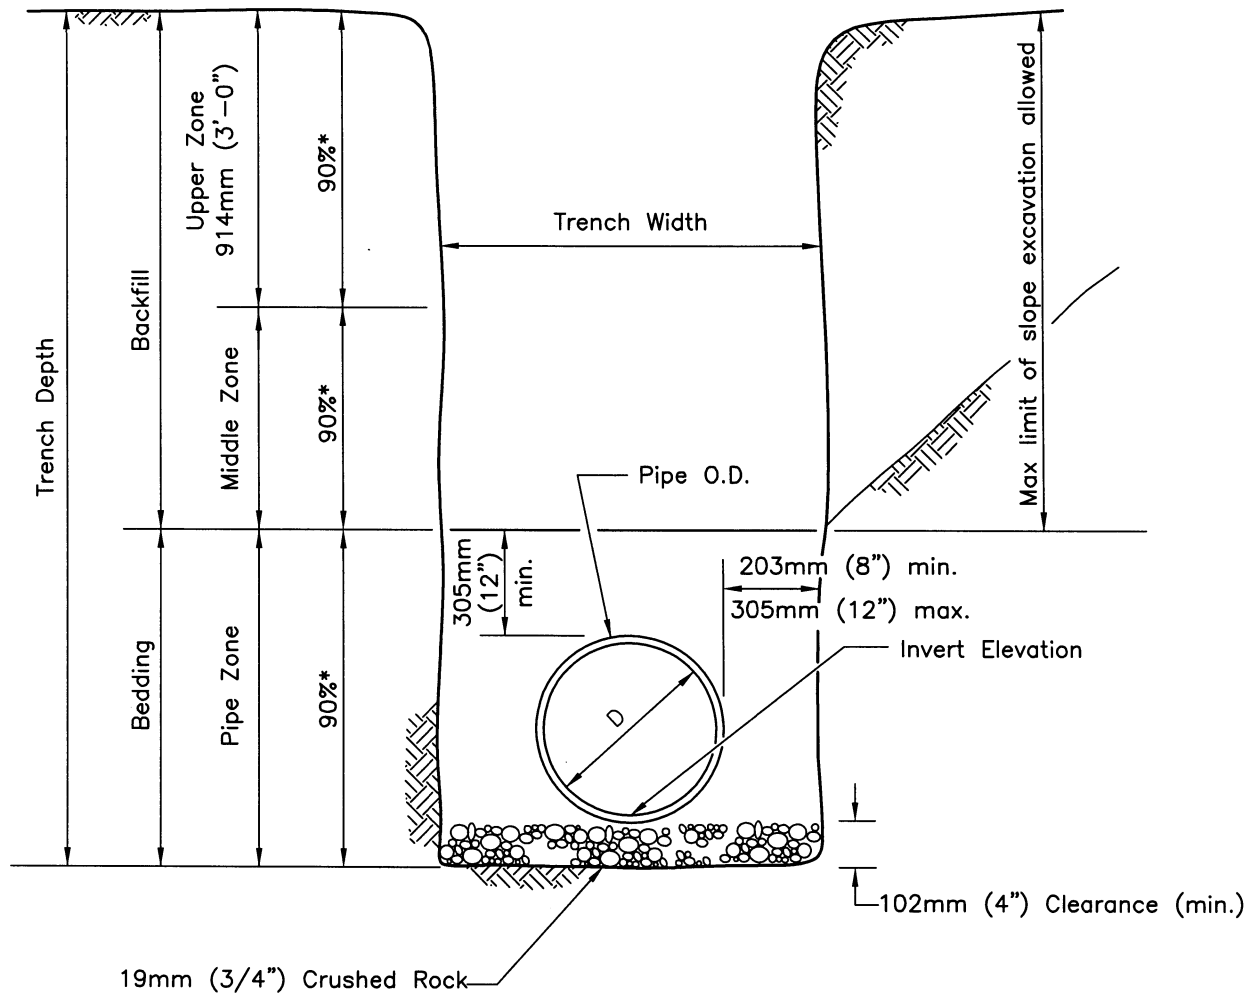 Upper Zone
914mm (3'-0")
90%*
Max limit of slope excavation allowed
Trench Width
Backfill
Trench Depth
Middle Zone
90%*
Pipe O.D.
305mm
(12")
min.
203mm (8") min.
305mm (12") max.
Invert Elevation
Bedding
Pipe Zone
90%*
D
102mm (4") Clearance (min.)
19mm (3/4") Crushed Rock